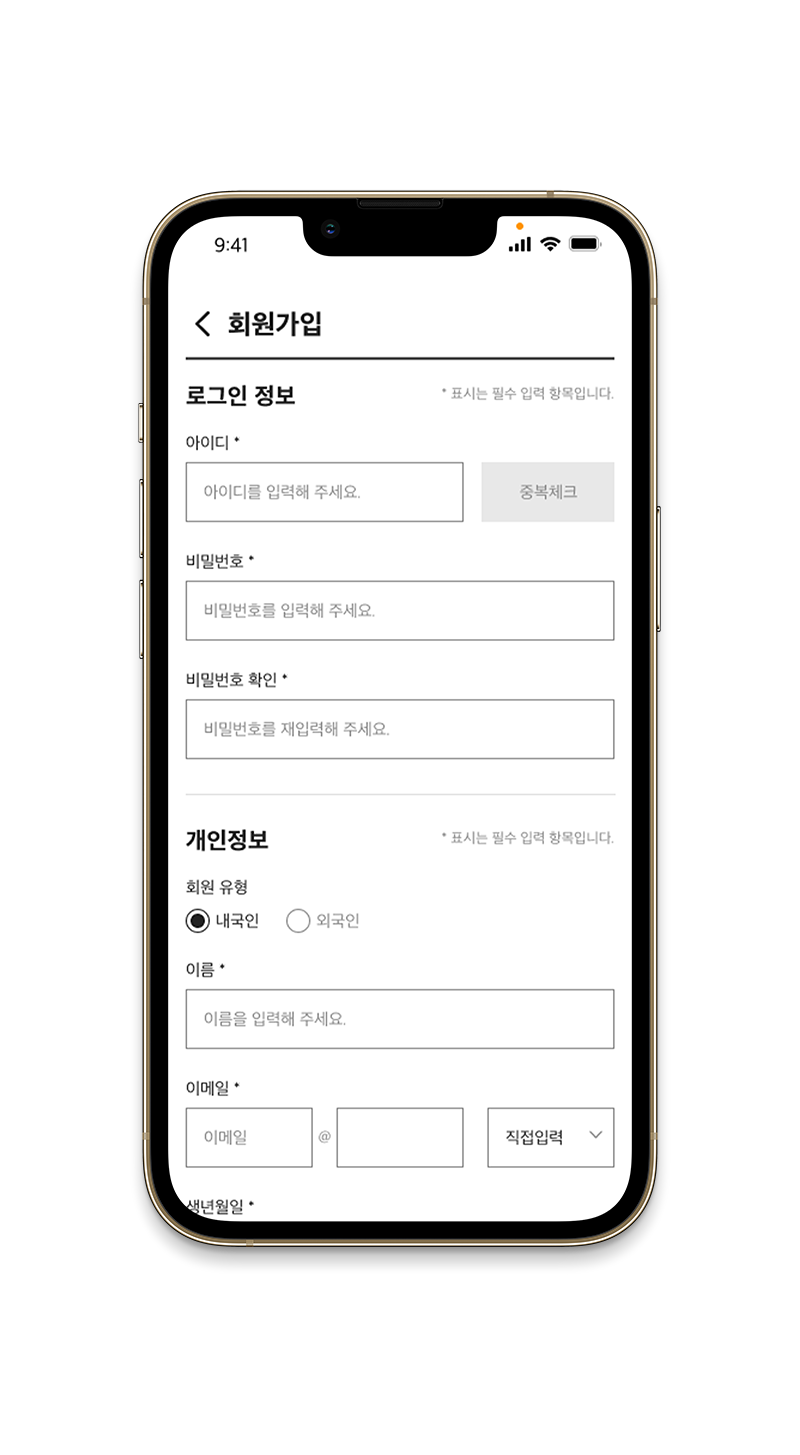 9:41
회원가입
로그인 정보
* 표시는 필수 입력 항목입니다.
아이디 *
아이디를 입력해 주세요.
중복체크
비밀번호 *
비밀번호를 입력해 주세요.
비밀번호 확인 *
비밀번호를 재입력해 주세요.
개인정보
* 표시는 필수 입력 항목입니다.
회원 유형
내국인
외국인
이름 *
이름을 입력해 주세요.
이메일 *
이메일
@
직접입력
생년월일 *